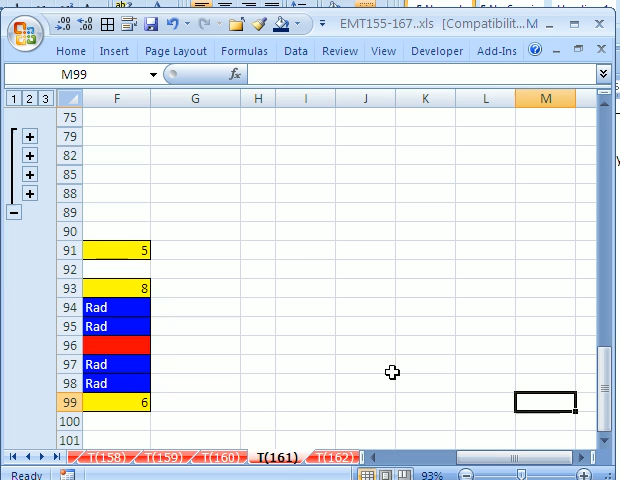 EMT155-167..xls [Compatibilit... M
Home Insert Page Layout Formulas Data Review View Developer Add-Ins
M99 fx
1 2 3 F G H I J K L M
75
79
82
85
88
89
90
91 5
92
93 8
94 Rad
95 Rad
96
97 Rad
98 Rad
99 6
100
101
T(158) T(159) T(160) T(161) T(162)
Ready 93%